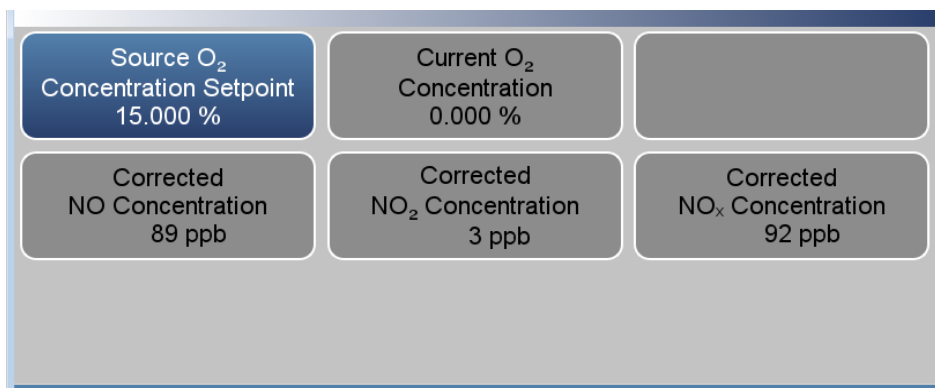 Source O₂
Concentration Setpoint
15.000 %
Current O₂
Concentration
0.000 %
Corrected
NO Concentration
89 ppb
Corrected
NO₂ Concentration
3 ppb
Corrected
NOₓ Concentration
92 ppb